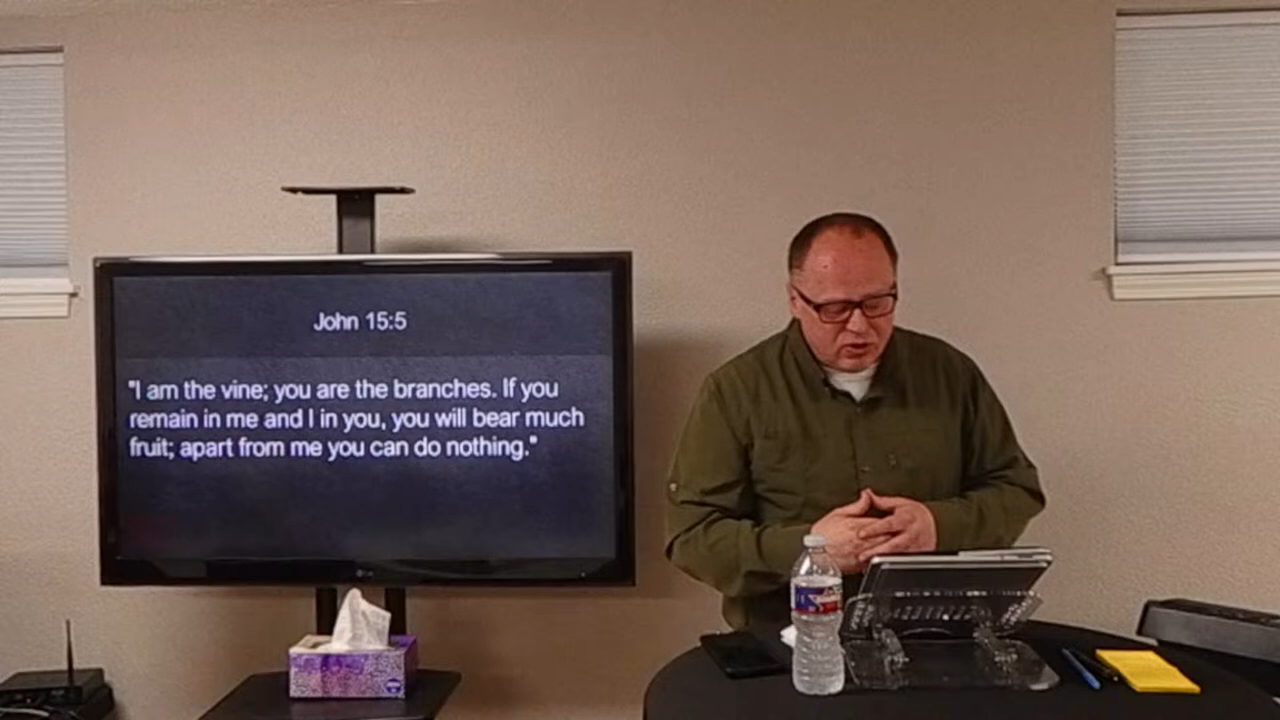 John 15:5
"I am the vine; you are the branches. If you
remain in me and I in you, you will bear much
fruit; apart from me you can do nothing."
LG